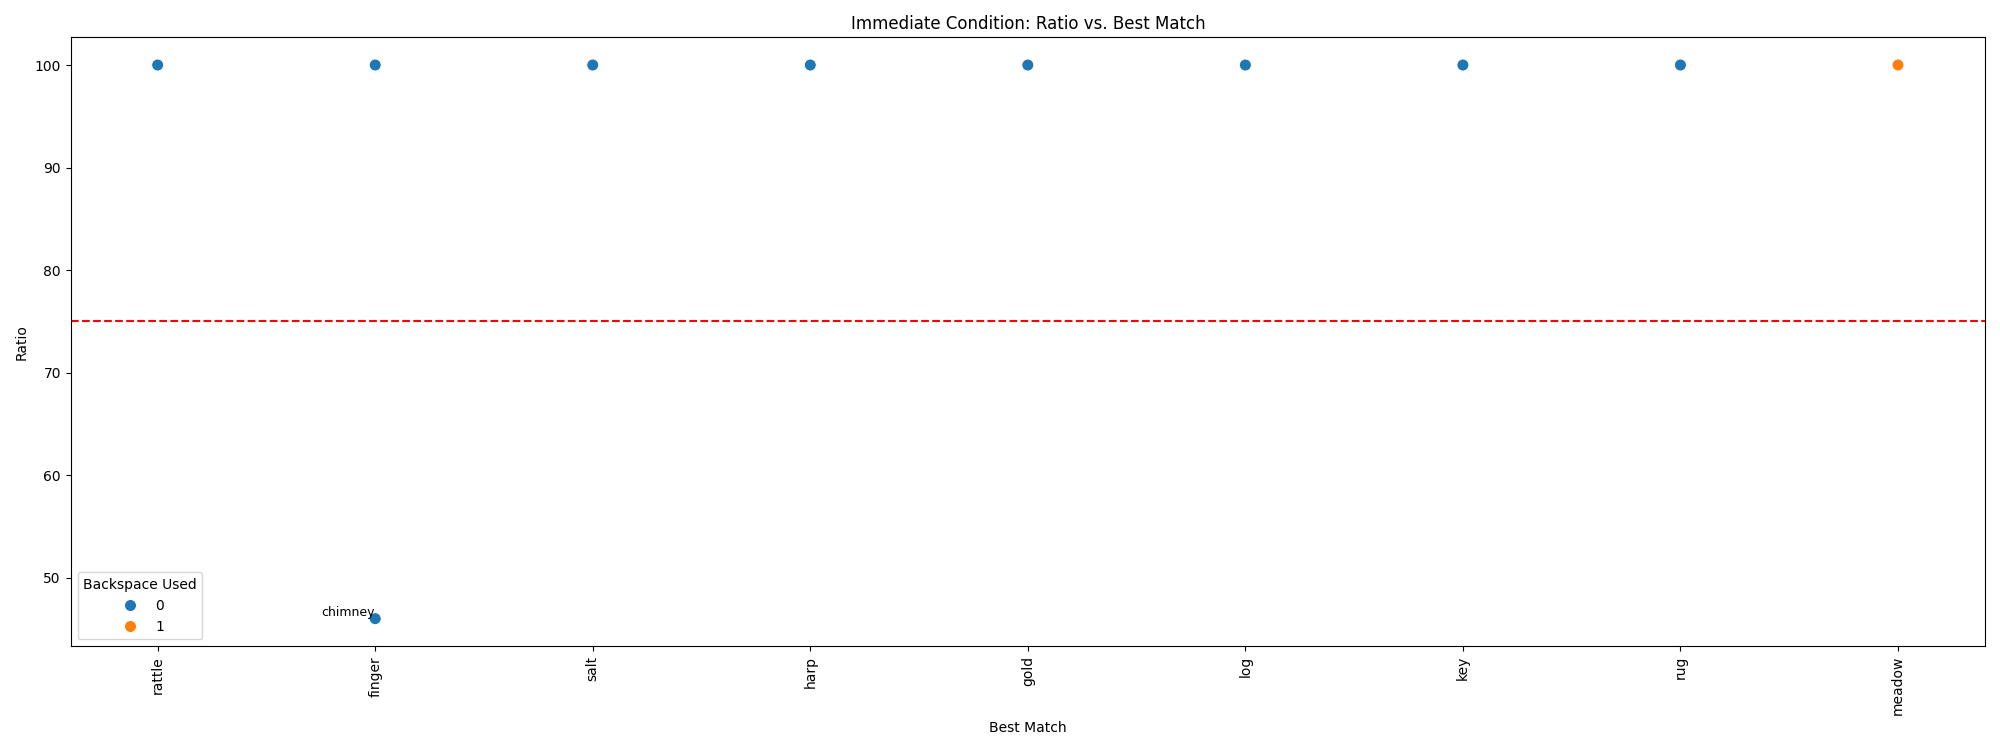 Immediate Condition: Ratio vs. Best Match
100
90
80
70
60
50
Ratio
chimney
Backspace Used
0
1
rattle
finger
salt
harp
gold
log
key
rug
meadow
Best Match